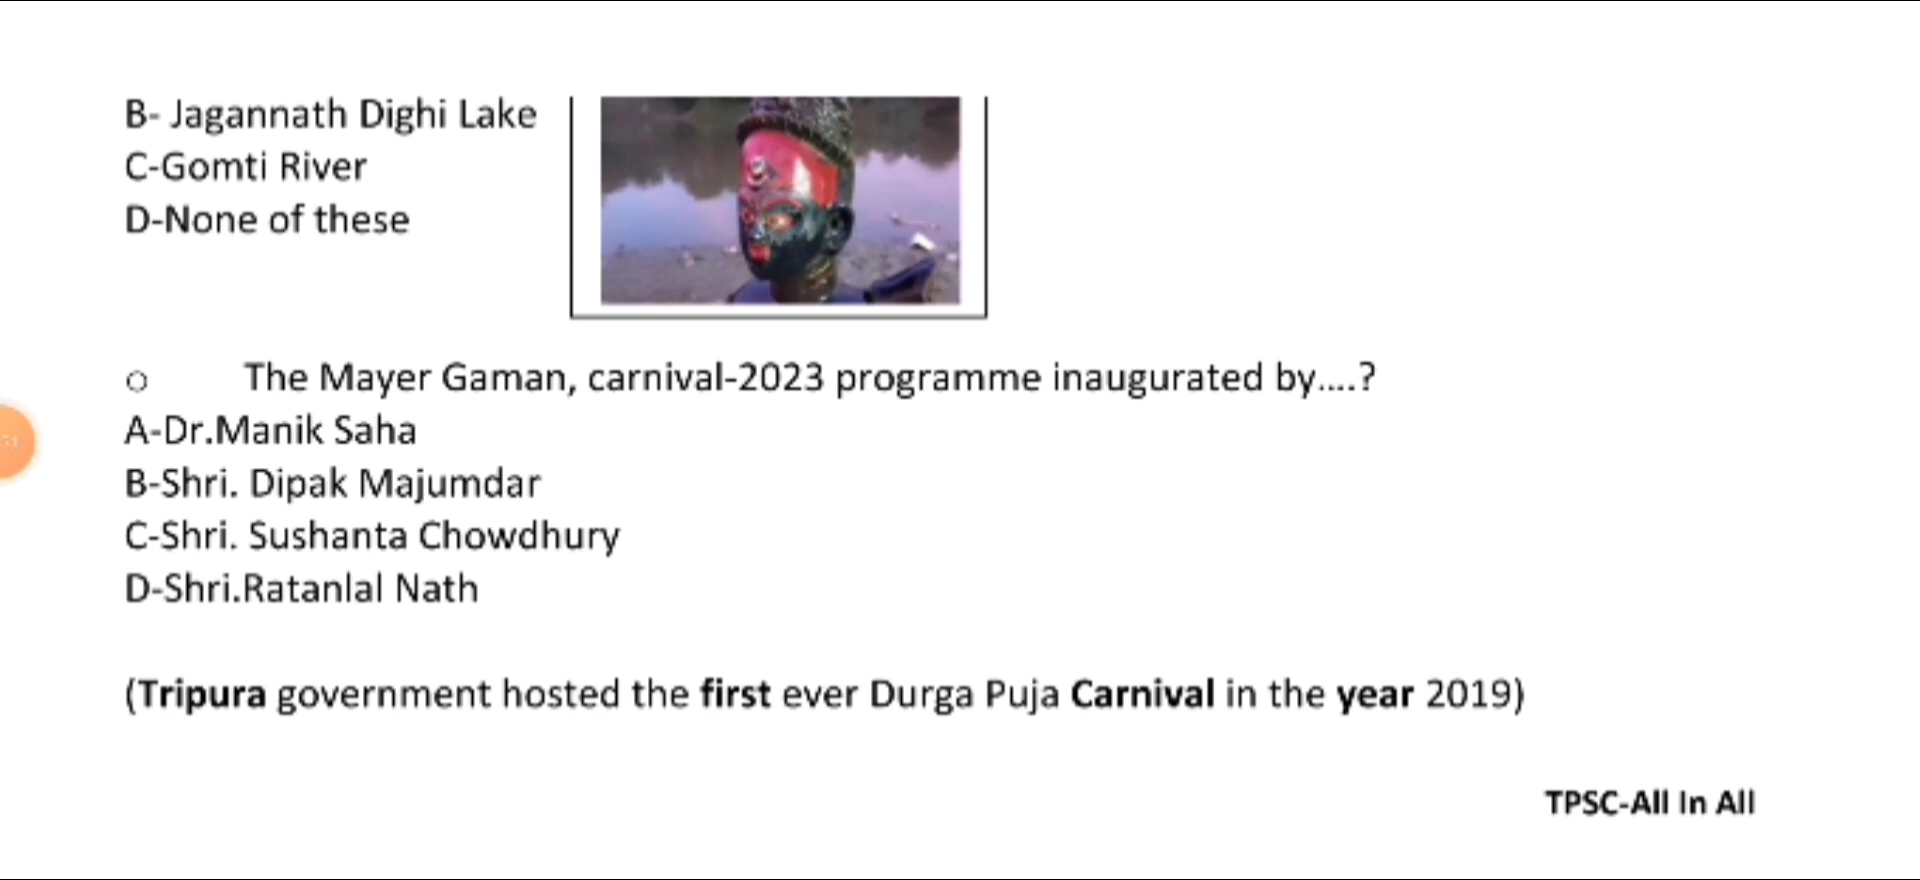 B- Jagannath Dighi Lake
C-Gomti River
D-None of these
The Mayer Gaman, carnival-2023 programme inaugurated by....?
A-Dr.Manik Saha
B-Shri. Dipak Majumdar
C-Shri. Sushanta Chowdhury
D-Shri.Ratanlal Nath
(Tripura government hosted the first ever Durga Puja Carnival in the year 2019)
TPSC-All In All